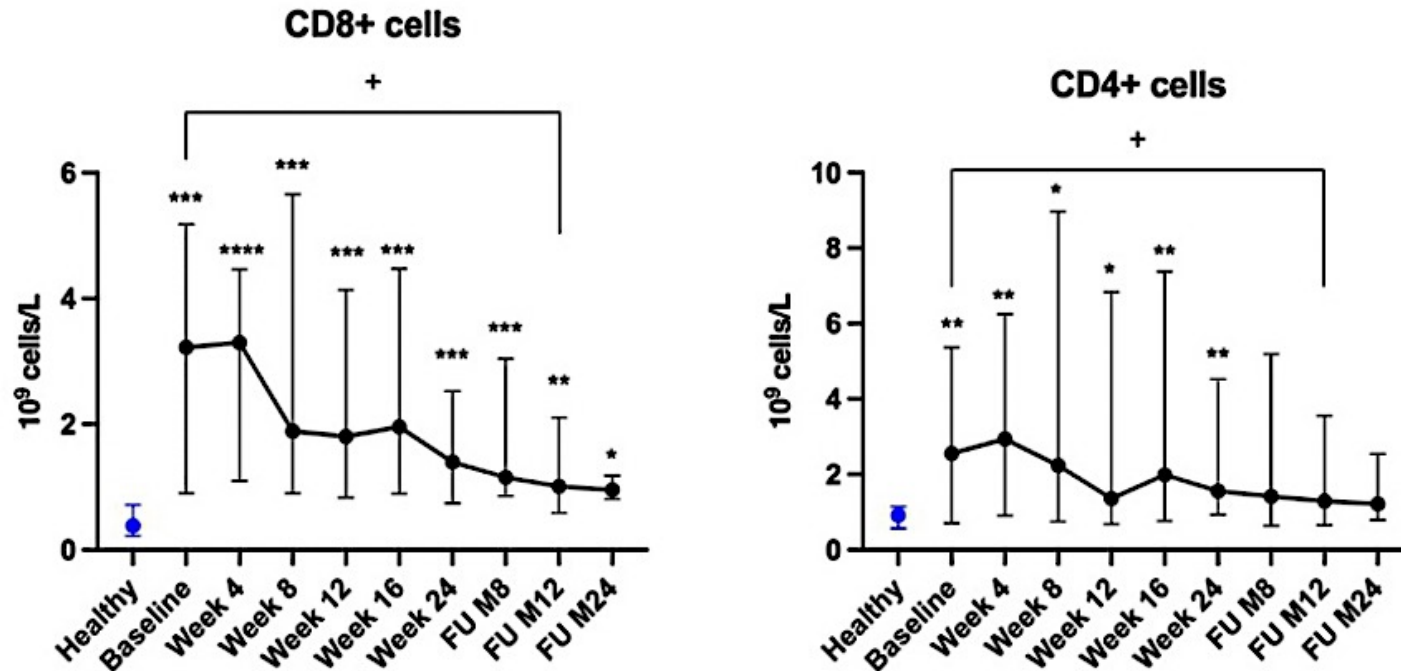 CD8+ cells
+
6
4
2
0
10⁹ cells/L
***
****
***
***
***
***
***
**
*
Healthy
Baseline
Week 4
Week 8
Week 12
Week 16
Week 24
FU M8
FU M12
FU M24
CD4+ cells
+
10
8
6
4
2
0
10⁹ cells/L
**
**
*
*
**
**
Healthy
Baseline
Week 4
Week 8
Week 12
Week 16
Week 24
FU M8
FU M12
FU M24